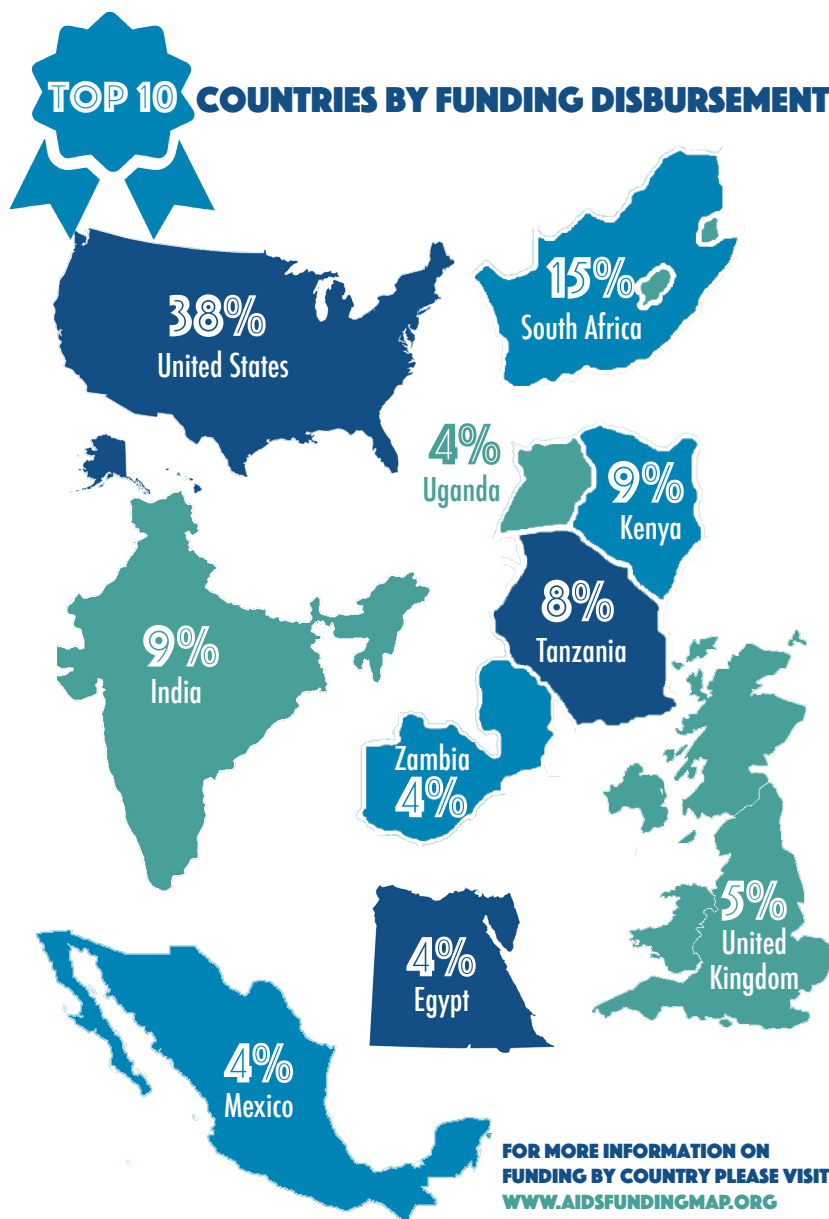 TOP 10 COUNTRIES BY FUNDING DISBURSEMENT
38%
United States
15%
South Africa
4%
Uganda
9%
Kenya
9%
India
8%
Tanzania
Zambia
4%
5%
United
Kingdom
4%
Egypt
4%
Mexico
FOR MORE INFORMATION ON
FUNDING BY COUNTRY PLEASE VISIT
WWW.AIDSFUNDINGMAP.ORG